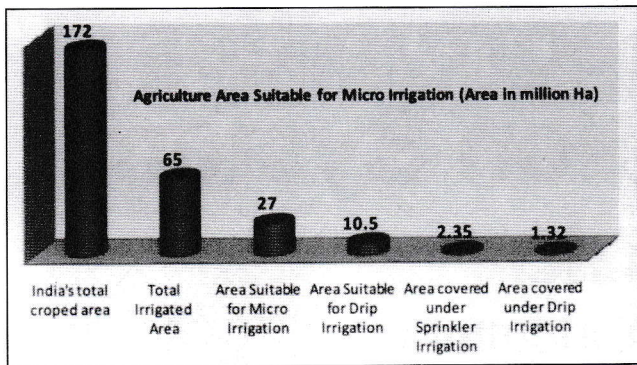 172
Agriculture Area Suitable for Micro Irrigation (Area in million Ha)
65
27
10.5
2.35
1.32
India's total
croped area
Total
Irrigated
Area
Area Suitable
for Micro
Irrigation
Area Suitable
for Drip
Irrigation
Area covered
under
Sprinkler
Irrigation
Area covered
under Drip
Irrigation